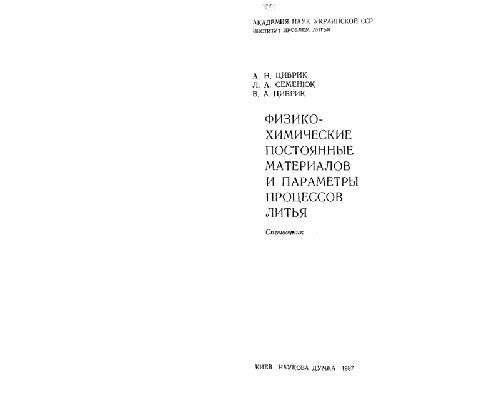 АКАДЕМИЯ НАУК УКРАИНСКОЙ ССР
ИНСТИТУТ ПРОБЛЕМ ЛИТЬЯ
А. Н. ЦИБРИК
Л. А. СЕМЕНЮК
В. А. ЦИБРИК
ФИЗИКО-
ХИМИЧЕСКИЕ
ПОСТОЯННЫЕ
МАТЕРИАЛОВ
И ПАРАМЕТРЫ
ПРОЦЕССОВ
ЛИТЬЯ
Справочник
КИЕВ НАУКОВА ДУМКА 1987